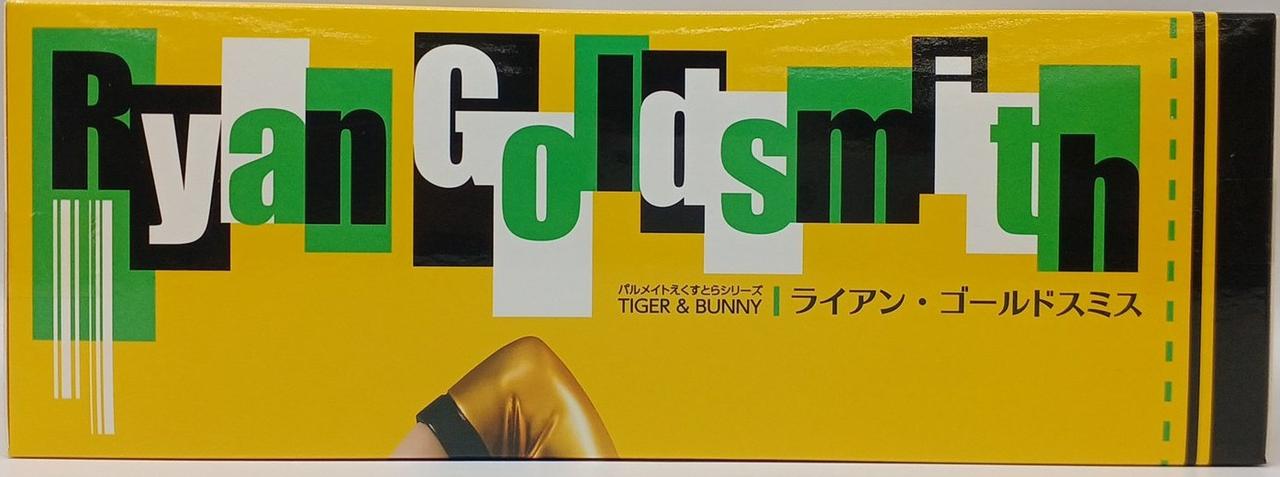 Ryan Goldsmith
パルメイトえくすとらシリーズ
TIGER & BUNNY
ライアン・ゴールドスミス